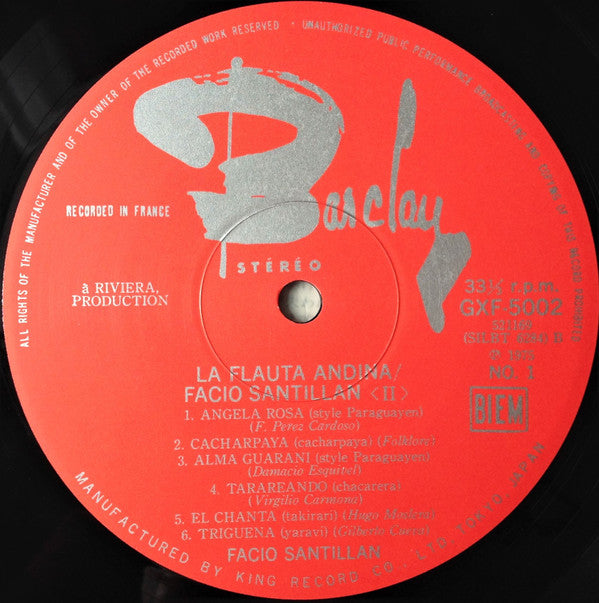 ALL RIGHTS OF THE MANUFACTURER AND OF THE OWNER OF THE RECORDED WORK RESERVED • UNAUTHORIZED PUBLIC PERFORMANCE BROADCASTING AND COPYING OF THIS RECORD PROHIBITED
Barclay
RECORDED IN FRANCE
STÉRÉO
à RIVIERA,
PRODUCTION
33⅓ r.p.m.
GXF-5002
(SILBT
B
NO. 1
BIEM
LA FLAUTA ANDINA/
FACIO SANTILLAN <II>
1. ANGELA ROSA (style Paraguayen)
(F. Pérez Cardoso)
2. CACHARPAYA (cacharpaya) (Folklore)
3. ALMA GUARANI (style Paraguayen)
(Damacio Esquivel)
4. TARAREANDO (chacarera)
(Virgilio Carmona)
5. EL CHANTA (takirari) (Hugo
6. TRIGUENA (yaravi) (Gilberto
FACIO SANTILLAN
MANUFACTURED BY KING RECORD CO., LTD, TOKYO, JAPAN